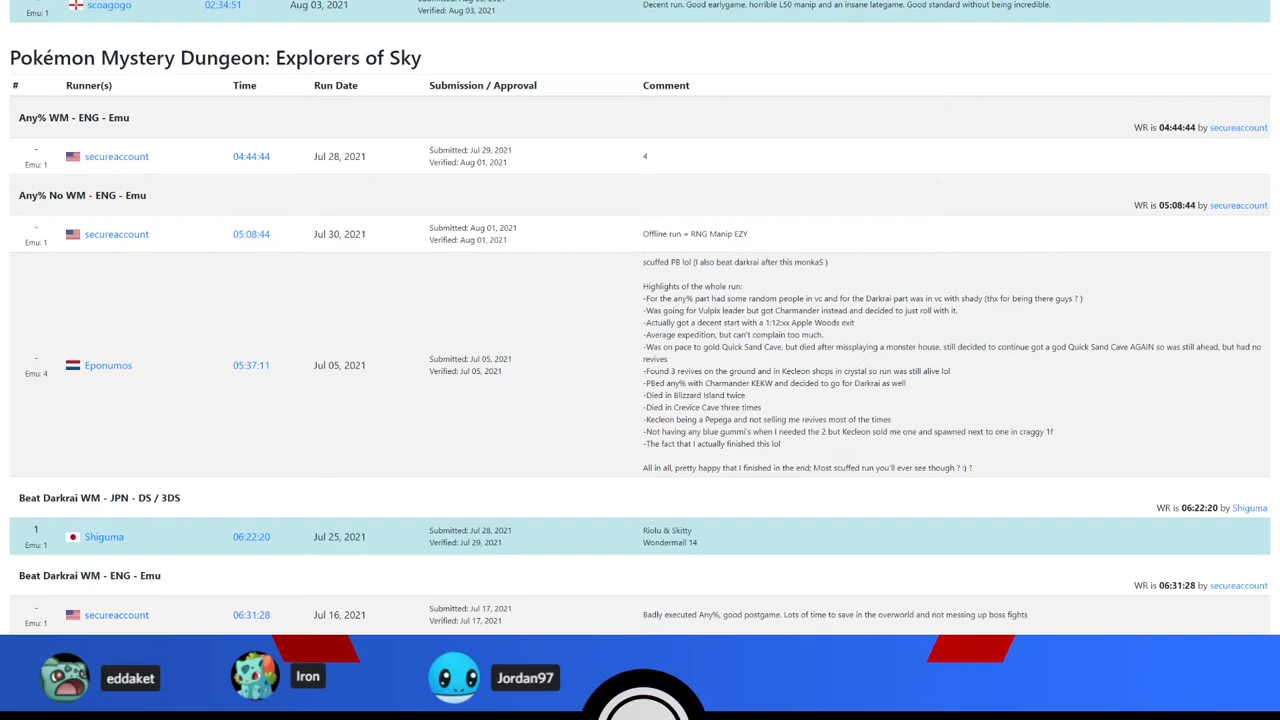 scoagogo 02:34:51 Aug 03, 2021 Decent run. Good earlygame, horrible L50 manip and an insane lategame. Good standard without being incredible.
Emu: 1 Verified: Aug 03, 2021
Pokémon Mystery Dungeon: Explorers of Sky
# Runner(s) Time Run Date Submission / Approval Comment
Any% WM - ENG - Emu
WR is 04:44:44 by secureaccount
- secureaccount 04:44:44 Jul 28, 2021 Submitted: Jul 29, 2021 4
Emu: 1 Verified: Aug 01, 2021
Any% No WM - ENG - Emu
WR is 05:08:44 by secureaccount
- secureaccount 05:08:44 Jul 30, 2021 Submitted: Aug 01, 2021 Offline run = RNG Manip EZY
Emu: 1 Verified: Aug 01, 2021
- Eponumos 05:37:11 Jul 05, 2021 Submitted: Jul 05, 2021
Emu: 4 Verified: Jul 05, 2021
scuffed PB lol (I also beat darkrai after this monkaS )
Highlights of the whole run:
-For the any% part had some random people in vc and for the Darkrai part was in vc with shady (thx for being there guys ? )
-Was going for Vulpix leader but got Charmander instead and decided to just roll with it.
-Actually got a decent start with a 1:12:xx Apple Woods exit
-Average expedition, but can't complain too much.
-Was on pace to gold Quick Sand Cave, but died after missplaying a monster house, still decided to continue got a god Quick Sand Cave AGAIN so was still ahead, but had no
revives
-Found 3 revives on the ground and in Kecleon shops in crystal so run was still alive lol
-PBed any% with Charmander KEKW and decided to go for Darkrai as well
-Died in Blizzard Island twice
-Died in Crevice Cave three times
-Kecleon being a Pepega and not selling me revives most of the times
-Not having any blue gummi's when I needed the 2 but Kecleon sold me one and spawned next to one in craggy 1f
-The fact that I actually finished this lol
All in all, pretty happy that I finished in the end; Most scuffed run you'll ever see though ? :) ?
Beat Darkrai WM - JPN - DS / 3DS
WR is 06:22:20 by Shiguma
1 Shiguma 06:22:20 Jul 25, 2021 Submitted: Jul 28, 2021 Riolu & Skitty
Emu: 1 Verified: Jul 29, 2021 Wondermail 14
Beat Darkrai WM - ENG - Emu
WR is 06:31:28 by secureaccount
- secureaccount 06:31:28 Jul 16, 2021 Submitted: Jul 17, 2021 Badly executed Any%, good postgame. Lots of time to save in the overworld and not messing up boss fights
Emu: 1 Verified: Jul 17, 2021
eddaket Iron Jordan97